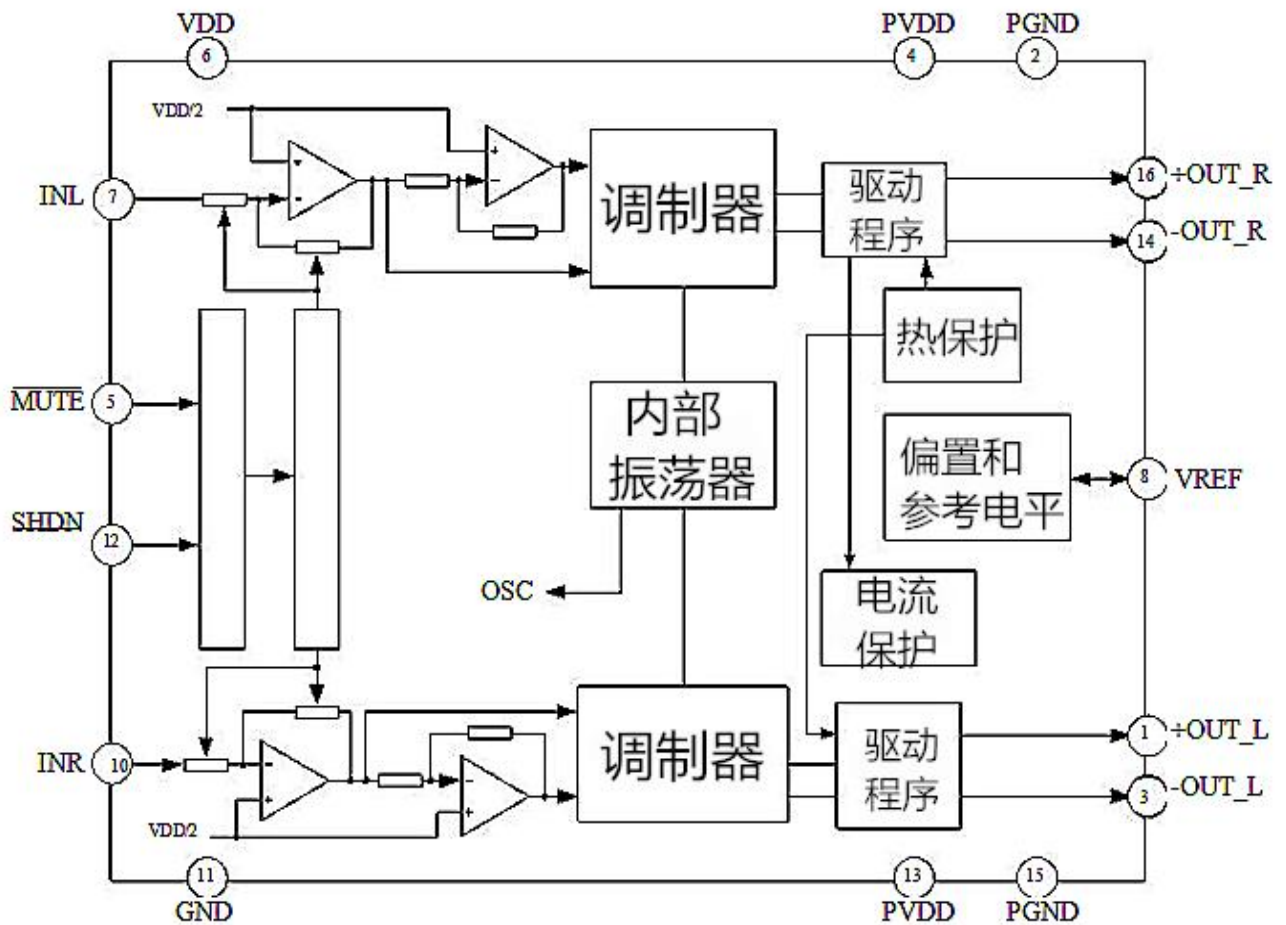 VDD
PVDD
PGND
6
4
2
VDD/2
+
-
+
-
INL
7
调制器
驱动
程序
16
+OUT_R
14
-OUT_R
热保护
MUTE
5
内部
振荡器
偏置和
参考电平
8
VREF
SHDN
12
OSC
电流
保护
INR
10
-
+
-
+
VDD/2
调制器
驱动
程序
1
+OUT_L
3
-OUT_L
11
13
15
GND
PVDD
PGND